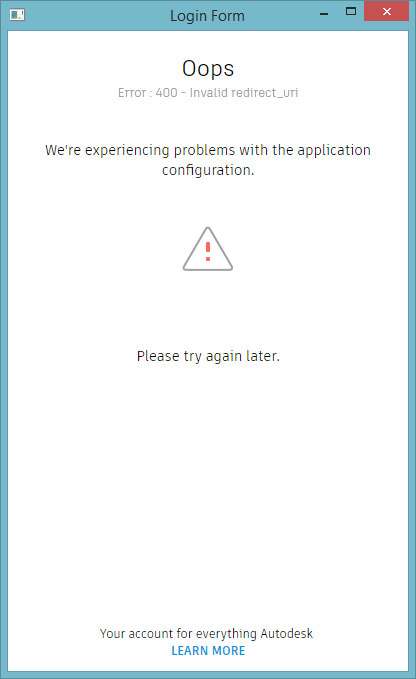 Login Form
Oops
Error : 400 - Invalid redirect_uri
We're experiencing problems with the application
configuration.
Please try again later.
Your account for everything Autodesk
LEARN MORE